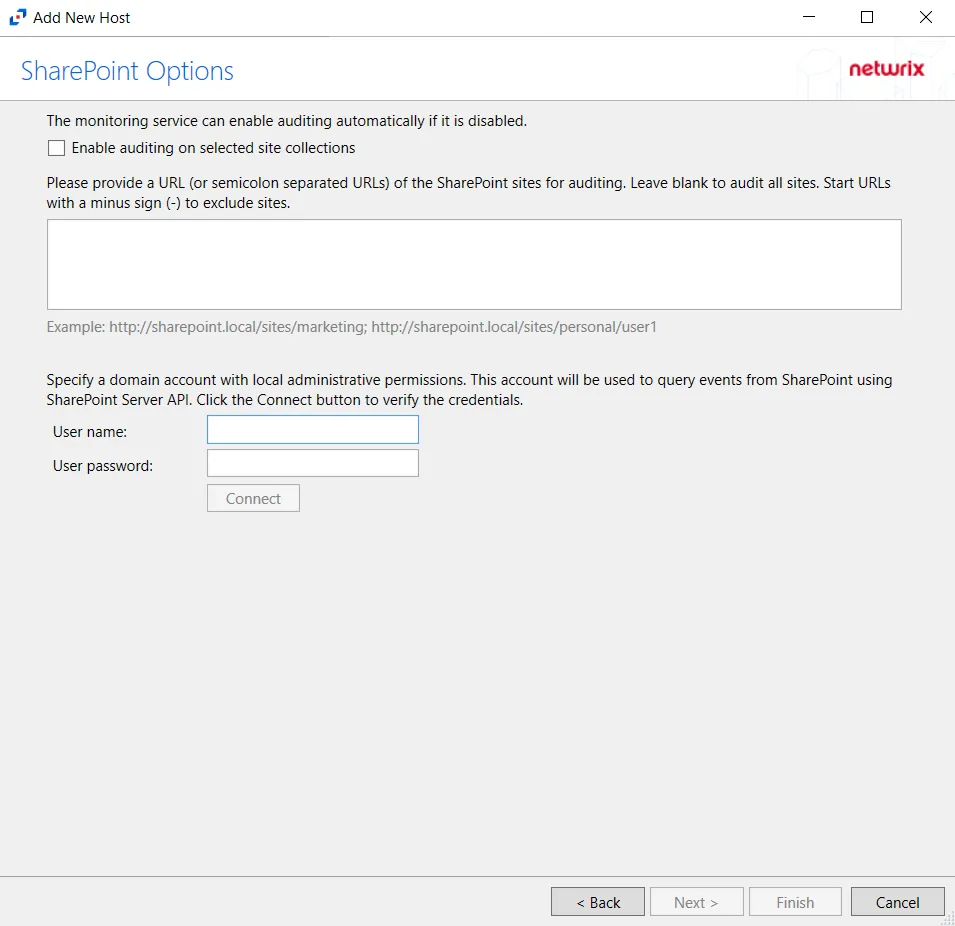 Add New Host
SharePoint Options
netwrix
The monitoring service can enable auditing automatically if it is disabled.
Enable auditing on selected site collections
Please provide a URL (or semicolon separated URLs) of the SharePoint sites for auditing. Leave blank to audit all sites. Start URLs
with a minus sign (-) to exclude sites.
Example: http://sharepoint.local/sites/marketing; http://sharepoint.local/sites/personal/user1
Specify a domain account with local administrative permissions. This account will be used to query events from SharePoint using
SharePoint Server API. Click the Connect button to verify the credentials.
User name:
User password:
Connect
< Back
Next >
Finish
Cancel